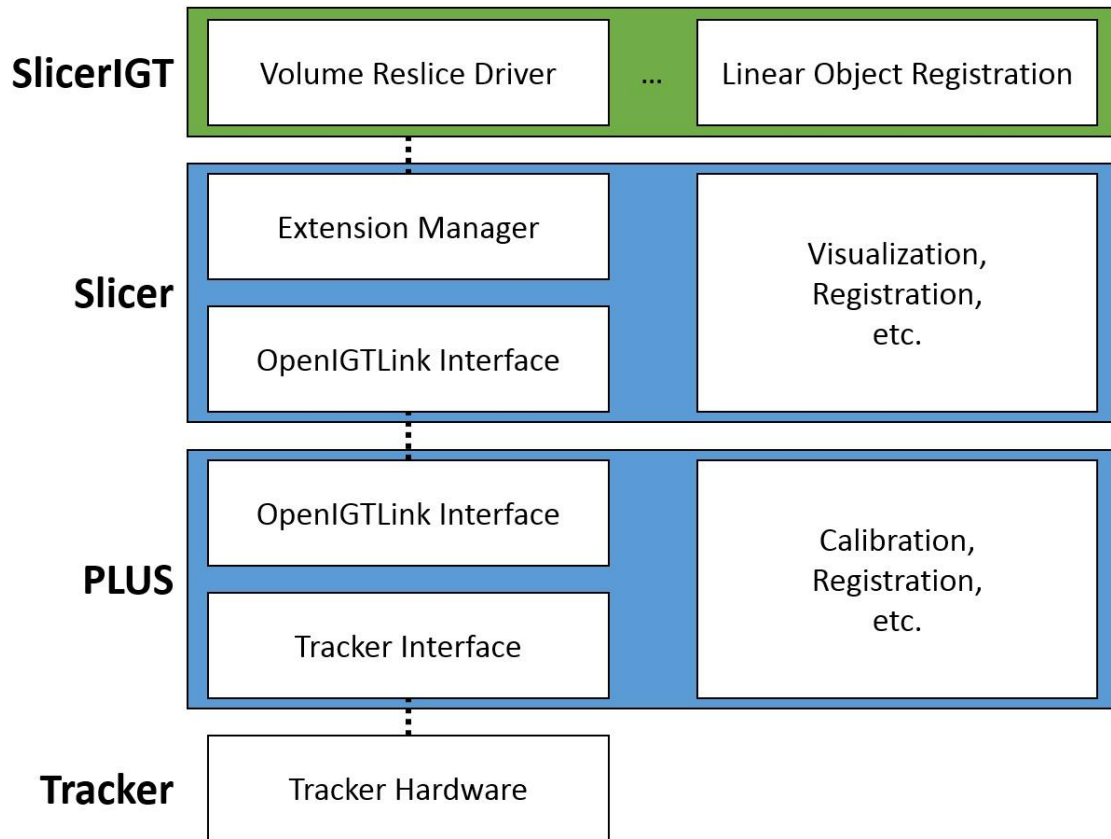 SlicerIGT
Volume Reslice Driver
...
Linear Object Registration
Slicer
Extension Manager
OpenIGTLink Interface
Visualization,
Registration,
etc.
PLUS
OpenIGTLink Interface
Tracker Interface
Calibration,
Registration,
etc.
Tracker
Tracker Hardware